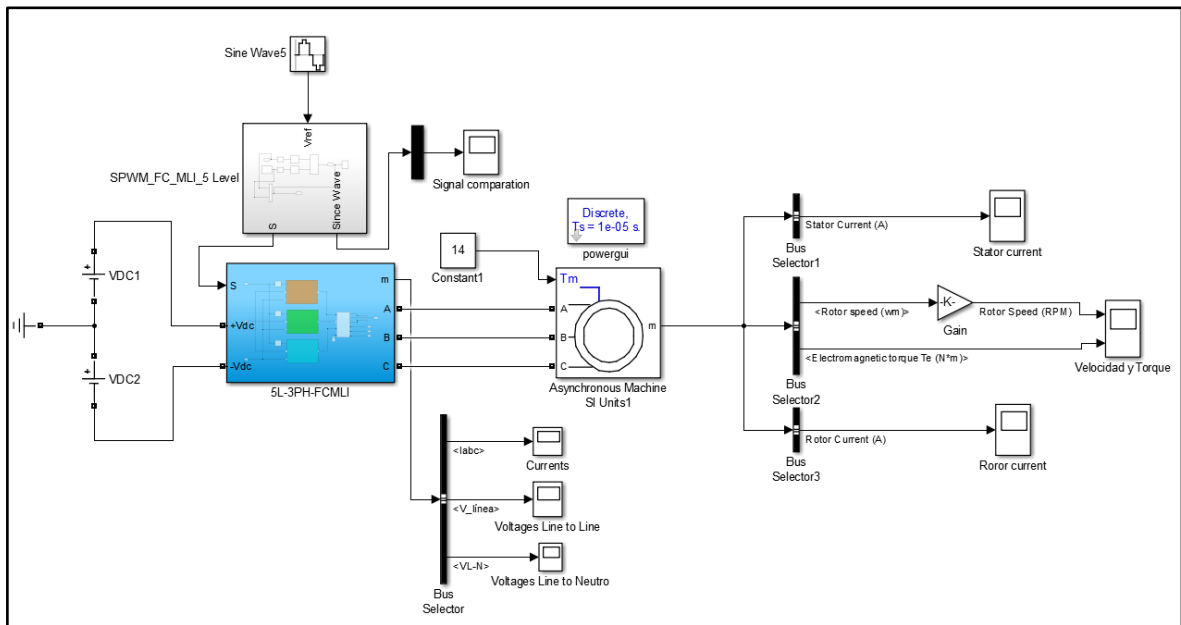 Sine Wave5
Vref
SPWM_FC_MLI_5 Level
S
Since Wave
Signal comparation
Discrete,
Ts = 1e-05 s.
powergui
14
Constant1
VDC1
VDC2
S
+Vdc
-Vdc
m
A
B
C
5L-3PH-FCMLI
Tm
A
B
C
m
Asynchronous Machine
SI Units1
Bus
Selector1
Stator Current (A)
Stator current
<Rotor speed (wm)>
-K-
Gain
Rotor Speed (RPM)
<Electromagnetic torque Te (N*m)>
Velocidad y Torque
Bus
Selector2
Rotor Current (A)
Roror current
Bus
Selector3
<Iabc>
Currents
<V_línea>
Voltages Line to Line
<VL-N>
Voltages Line to Neutro
Bus
Selector